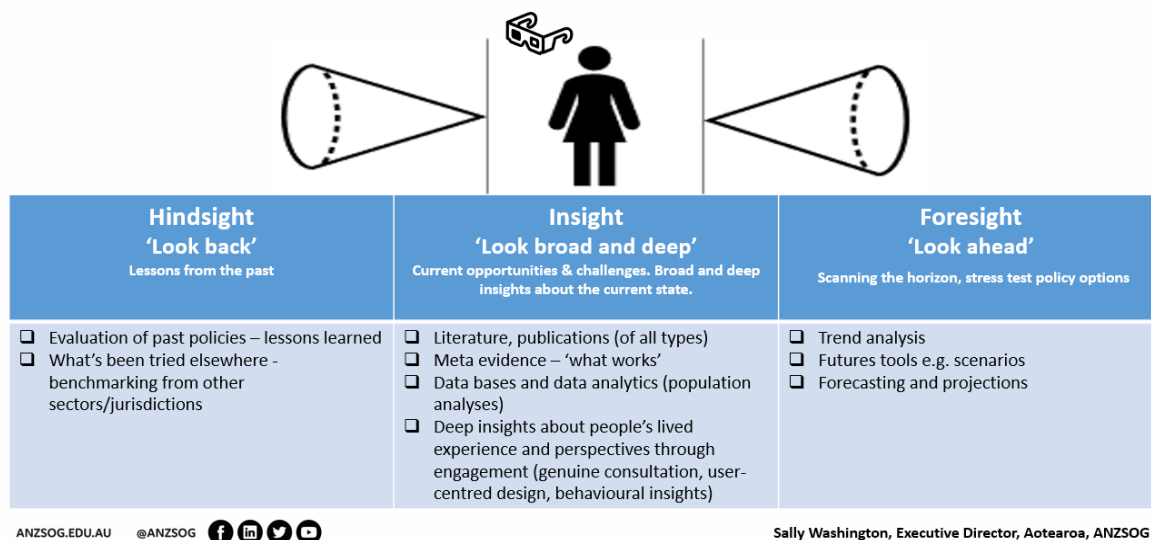 Hindsight
‘Look back’
Lessons from the past
Insight
‘Look broad and deep’
Current opportunities & challenges. Broad and deep
insights about the current state.
Foresight
‘Look ahead’
Scanning the horizon, stress test policy options
Evaluation of past policies – lessons learned
What’s been tried elsewhere -
benchmarking from other
sectors/jurisdictions
Literature, publications (of all types)
Meta evidence – ‘what works’
Data bases and data analytics (population
analyses)
Deep insights about people’s lived
experience and perspectives through
engagement (genuine consultation, user-
centred design, behavioural insights)
Trend analysis
Futures tools e.g. scenarios
Forecasting and projections
ANZSOG.EDU.AU @ANZSOG
Sally Washington, Executive Director, Aotearoa, ANZSOG